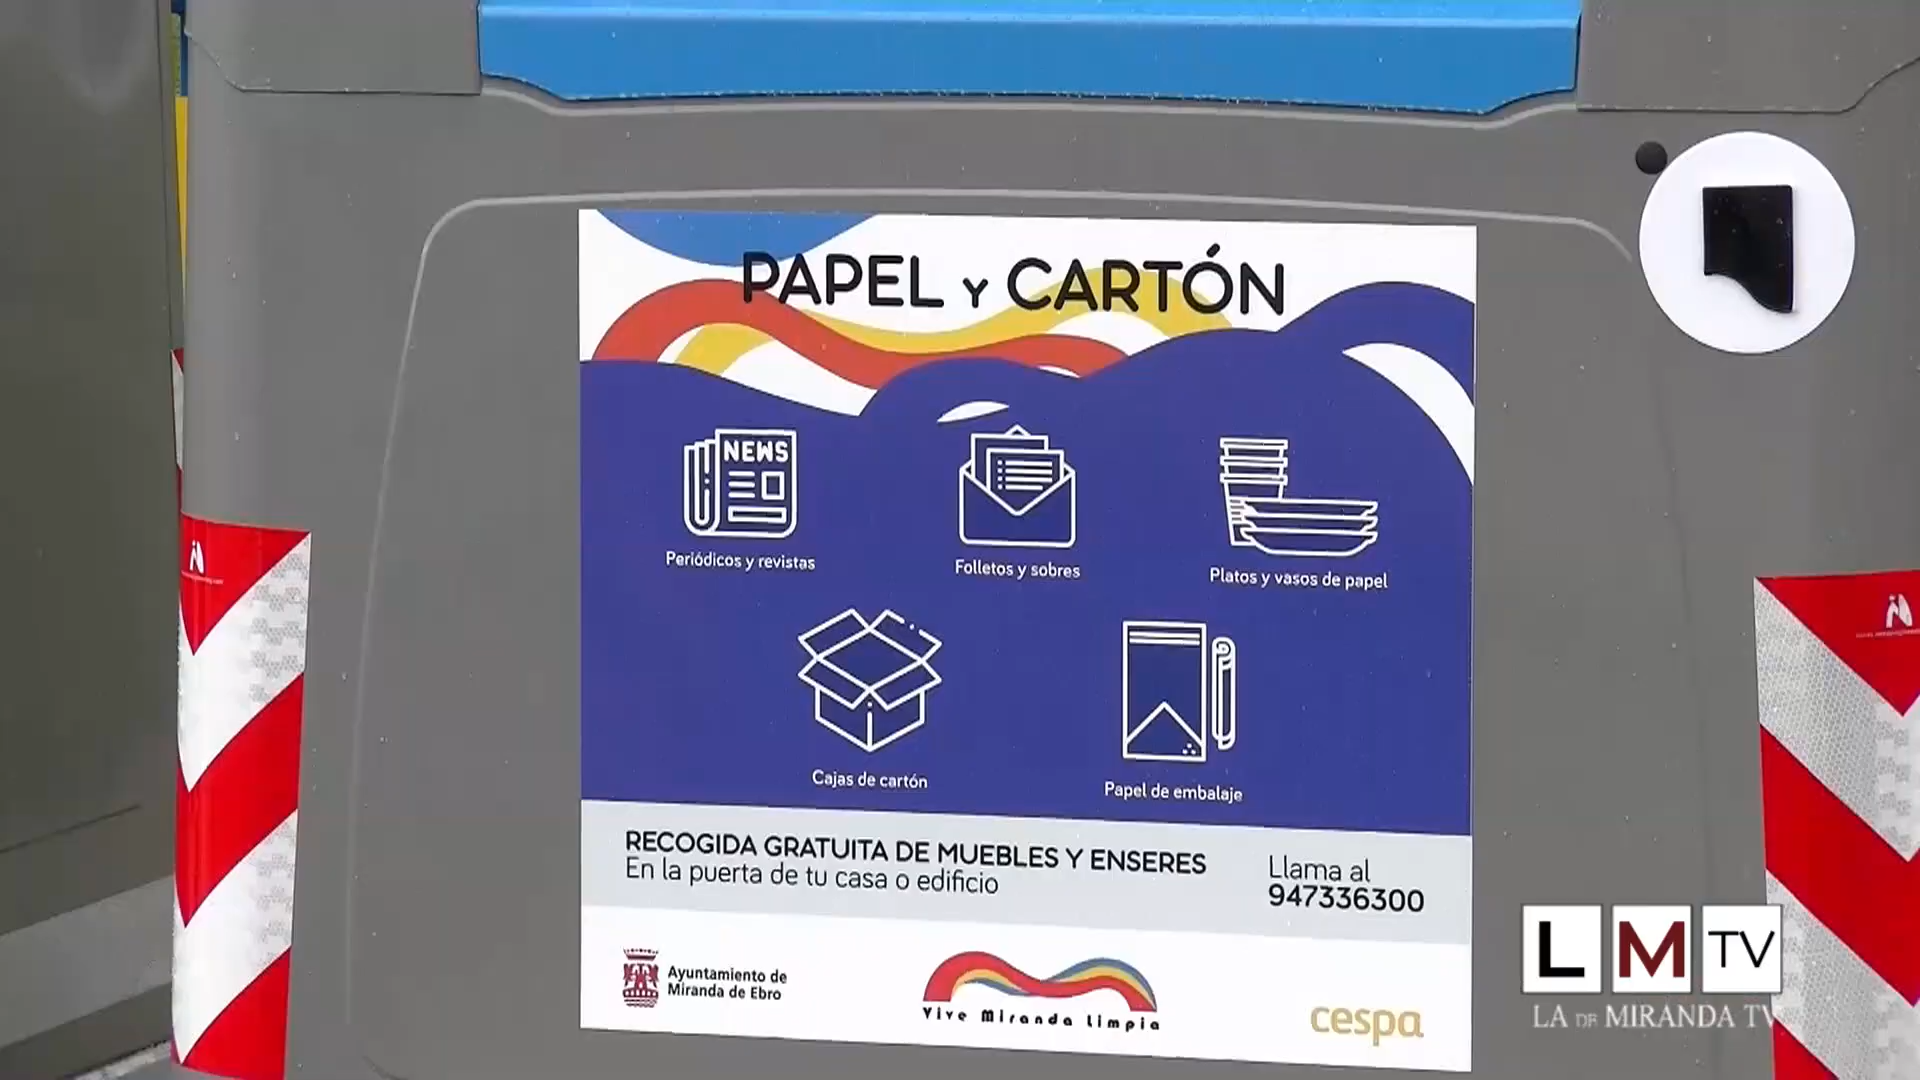 PAPEL Y CARTÓN
NEWS
Periódicos y revistas
Folletos y sobres
Platos y vasos de papel
Cajas de cartón
Papel de embalaje
RECOGIDA GRATUITA DE MUEBLES Y ENSERES
En la puerta de tu casa o edificio
Llama al
947336300
Ayuntamiento de
Miranda de Ebro
Vive Miranda Limpia
cespa
LM TV
LA DE MIRANDA TV